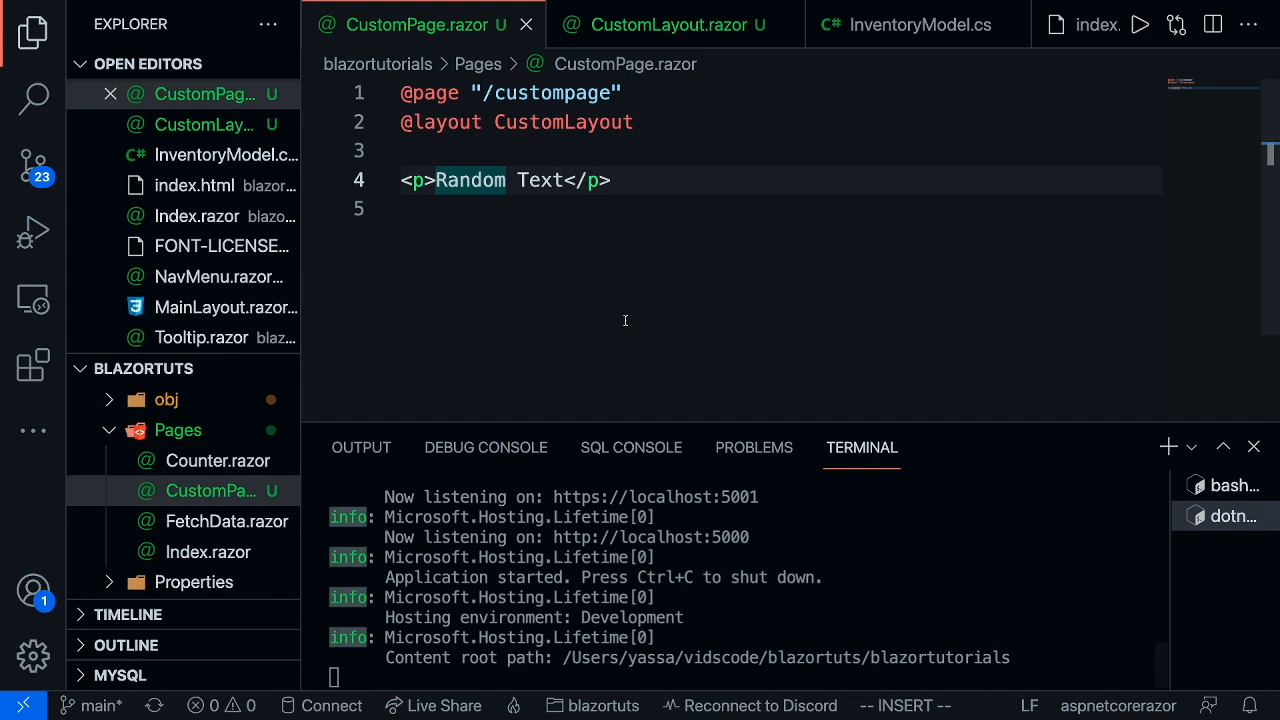 EXPLORER
OPEN EDITORS
CustomPag... U
CustomLay... U
InventoryModel.c...
index.html blazor...
Index.razor blazo...
FONT-LICENSE...
NavMenu.razor...
MainLayout.razor...
Tooltip.razor blaz...
BLAZORTUTS
obj
Pages
Counter.razor
CustomPa... U
FetchData.razor
Index.razor
Properties
TIMELINE
OUTLINE
MYSQL
23
1
CustomPage.razor U
CustomLayout.razor U
C# InventoryModel.cs
index.
blazortutorials > Pages > CustomPage.razor
1 @page "/custompage"
2 @layout CustomLayout
3
4 <p>Random Text</p>
5
OUTPUT DEBUG CONSOLE SQL CONSOLE PROBLEMS TERMINAL
Now listening on: https://localhost:5001
info: Microsoft.Hosting.Lifetime[0]
Now listening on: http://localhost:5000
info: Microsoft.Hosting.Lifetime[0]
Application started. Press Ctrl+C to shut down.
info: Microsoft.Hosting.Lifetime[0]
Hosting environment: Development
info: Microsoft.Hosting.Lifetime[0]
Content root path: /Users/yassa/vidscode/blazortuts/blazortutorials
bash...
dotn...
main* 0 0 Connect Live Share blazortuts Reconnect to Discord -- INSERT -- LF aspnetcorerazor